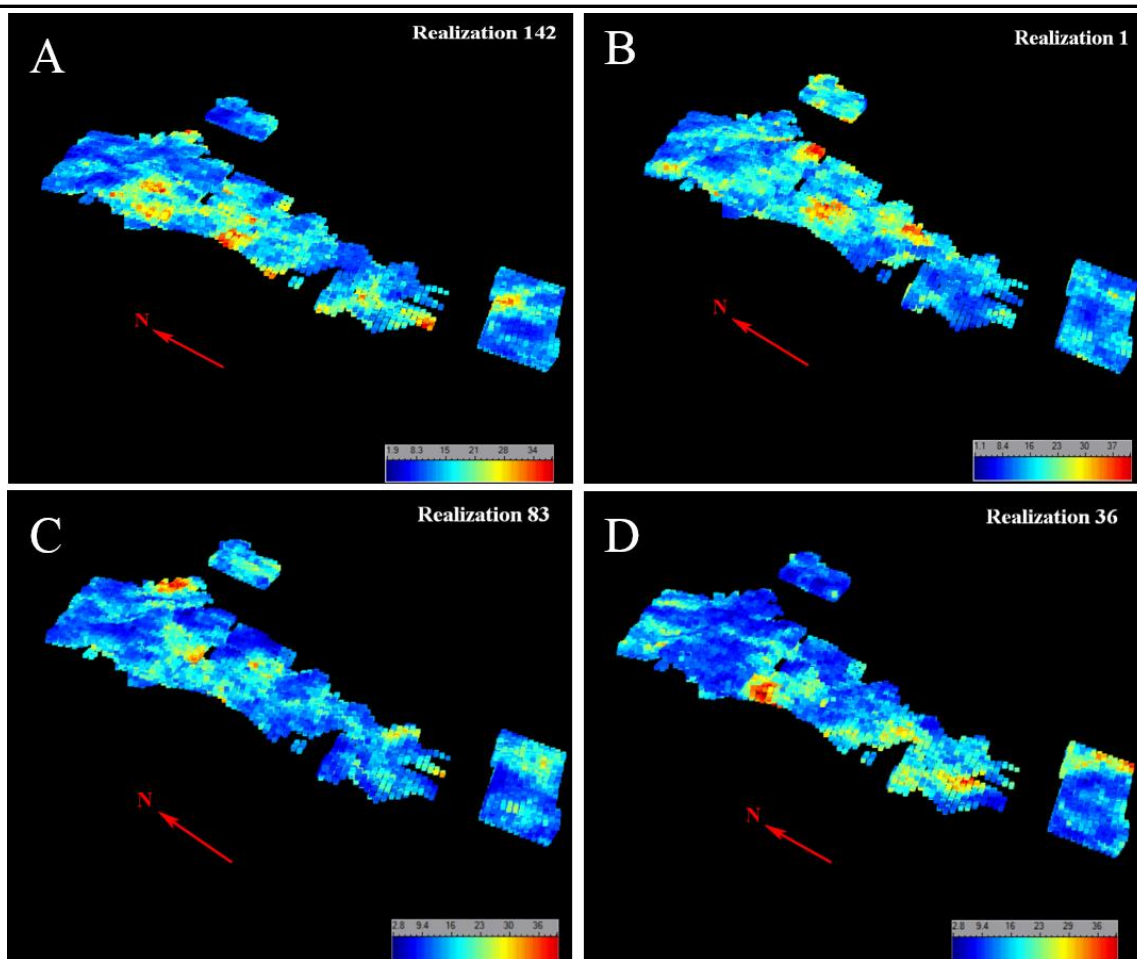 A
Realization 142
N
1.9 8.3 15 21 28 34
B
Realization 1
N
1.1 8.4 16 23 30 37
C
Realization 83
N
2.8 9.4 16 23 30 36
D
Realization 36
N
2.8 9.4 16 23 29 36